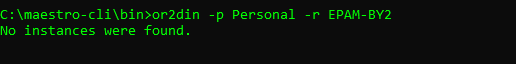 C:\maestro-cli\bin>or2din -p Personal -r EPAM-BY2
No instances were found.